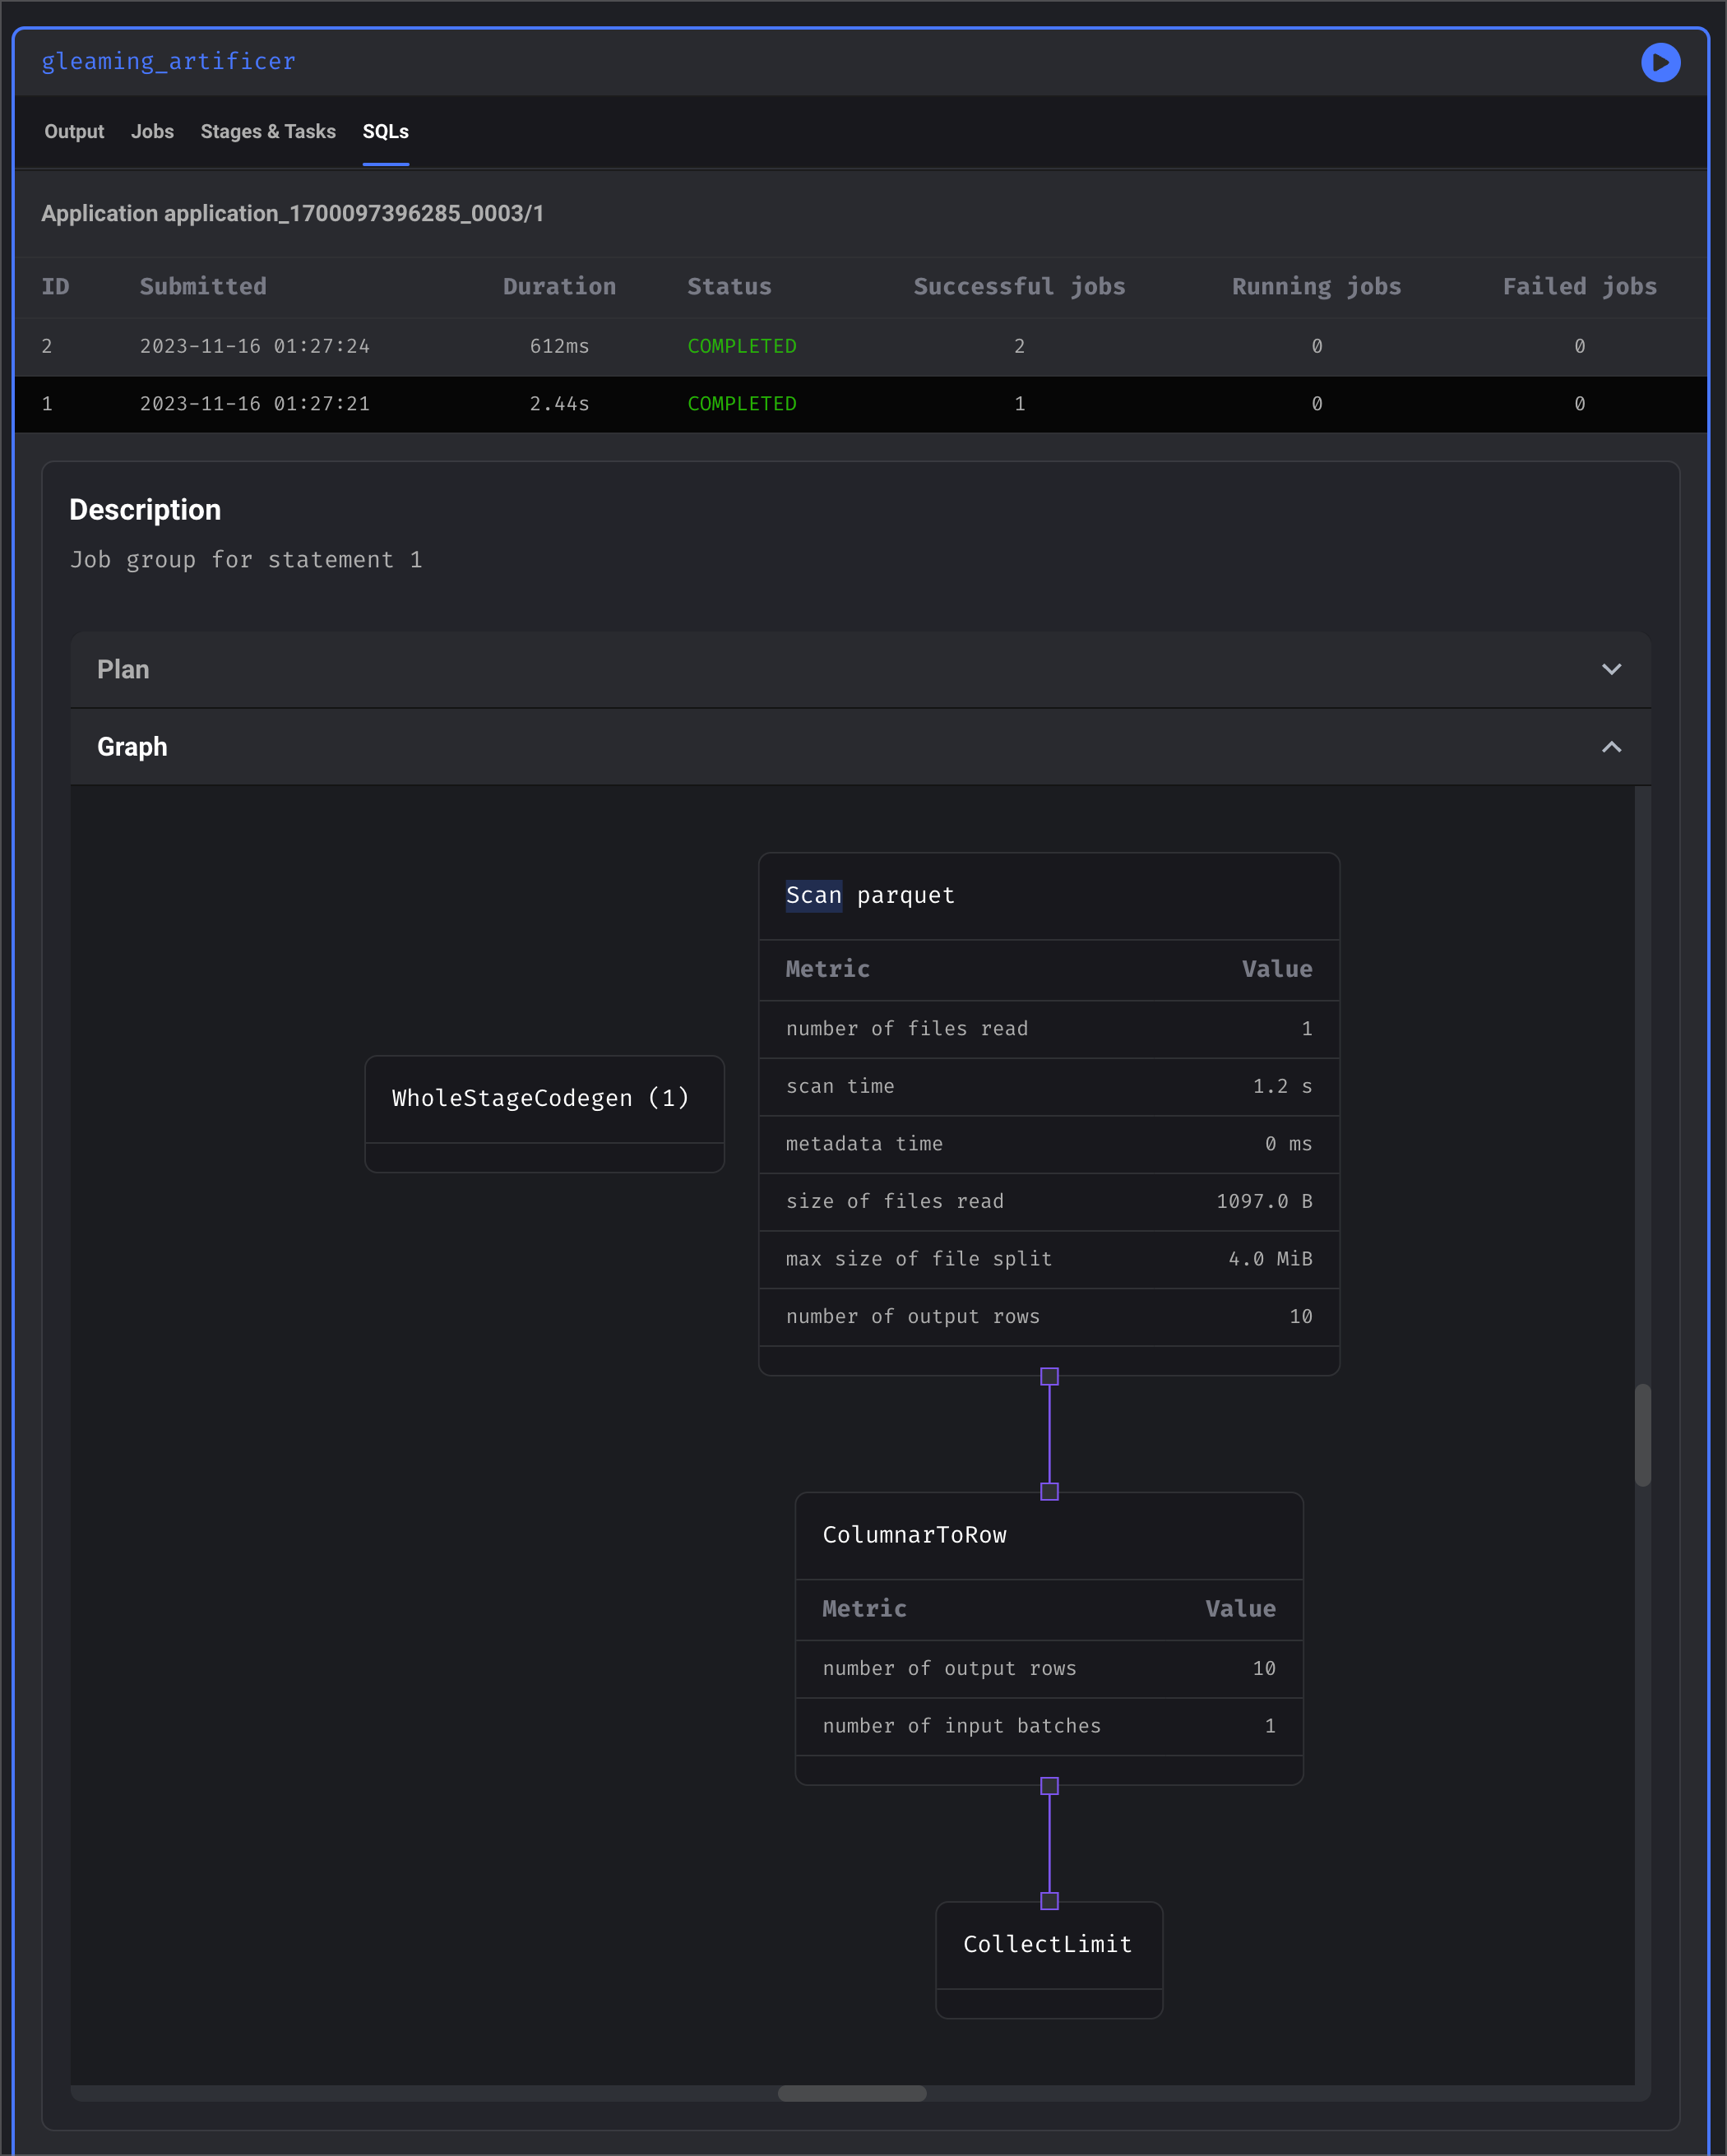 gleaming_artificer
Output Jobs Stages & Tasks SQLs
Application application_1700097396285_0003/1
ID Submitted Duration Status Successful jobs Running jobs Failed jobs
2 2023-11-16 01:27:24 612ms COMPLETED 2 0 0
1 2023-11-16 01:27:21 2.44s COMPLETED 1 0 0
Description
Job group for statement 1
Plan
Graph
Scan parquet
Metric Value
number of files read 1
scan time 1.2 s
metadata time 0 ms
size of files read 1097.0 B
max size of file split 4.0 MiB
number of output rows 10
WholeStageCodegen (1)
ColumnarToRow
Metric Value
number of output rows 10
number of input batches 1
CollectLimit